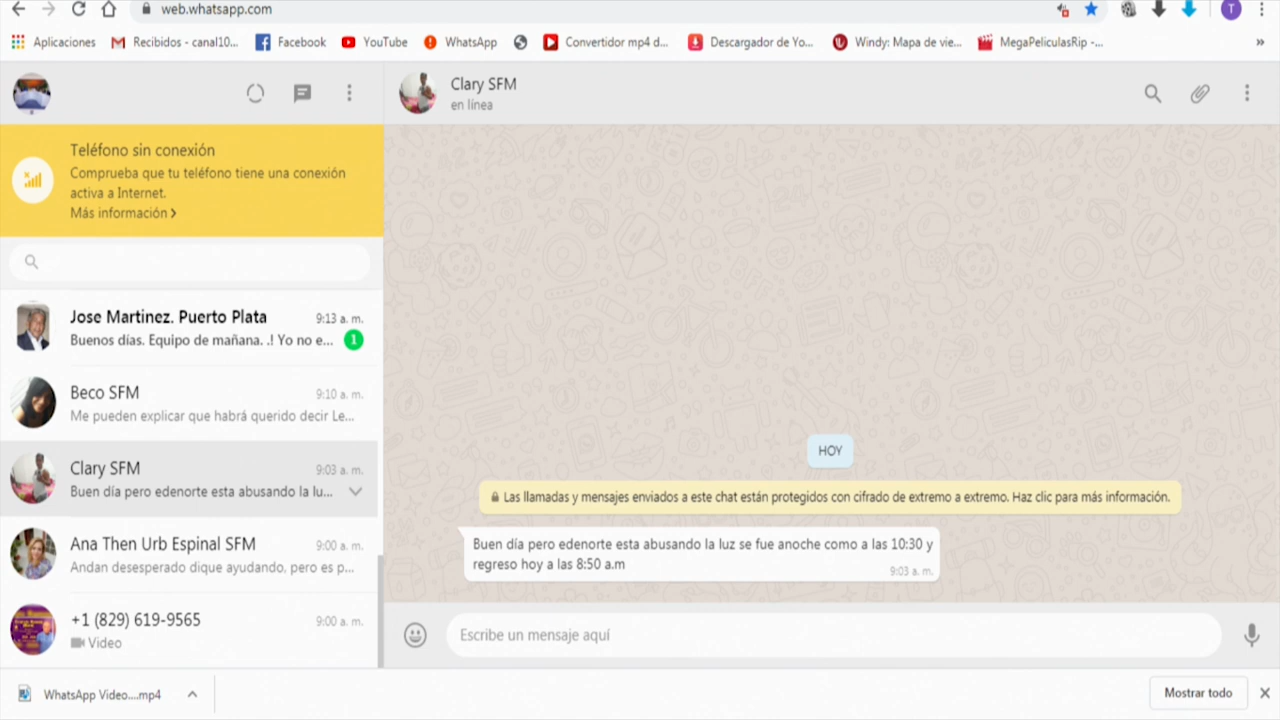 web.whatsapp.com
T
Aplicaciones
Recibidos - canal10...
Facebook
YouTube
WhatsApp
Convertidor mp4 d...
Descargador de Yo...
Windy: Mapa de vie...
MegaPeliculasRip -...
»
Clary SFM
en línea
Teléfono sin conexión
Comprueba que tu teléfono tiene una conexión
activa a Internet.
Más información
Jose Martinez. Puerto Plata
9:13 a. m.
Buenos días. Equipo de mañana. .! Yo no e...
1
Beco SFM
9:10 a. m.
Me pueden explicar que habrá querido decir Le...
Clary SFM
9:03 a. m.
Buen día pero edenorte esta abusando la lu...
Ana Then Urb Espinal SFM
9:00 a. m.
Andan desesperado dique ayudando, pero es p...
+1 (829) 619-9565
9:00 a. m.
Video
HOY
Las llamadas y mensajes enviados a este chat están protegidos con cifrado de extremo a extremo. Haz clic para más información.
Buen día pero edenorte esta abusando la luz se fue anoche como a las 10:30 y
regreso hoy a las 8:50 a.m
9:03 a. m.
Escribe un mensaje aquí
WhatsApp Video....mp4
Mostrar todo